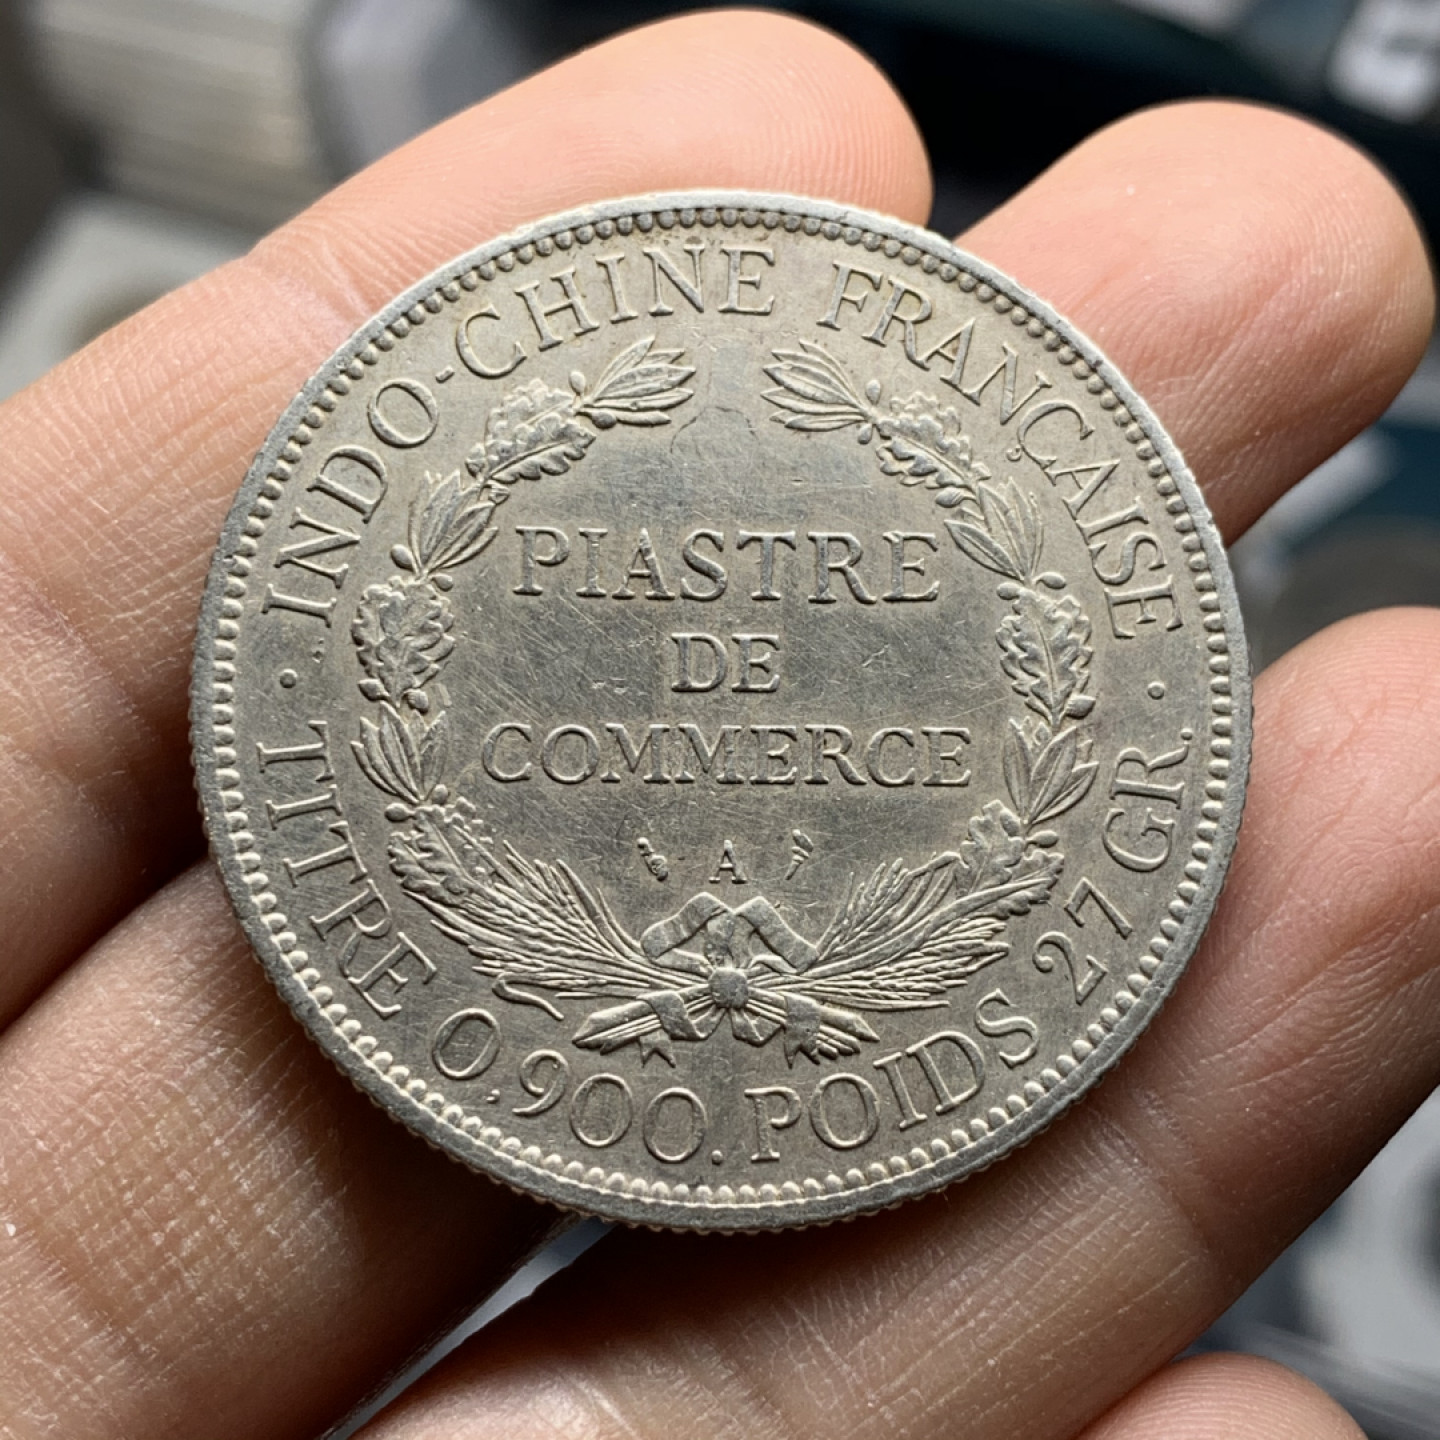 · INDO-CHINE FRANÇAISE ·
PIASTRE
DE
COMMERCE
A
TITRE 0,900. POIDS 27 GR.